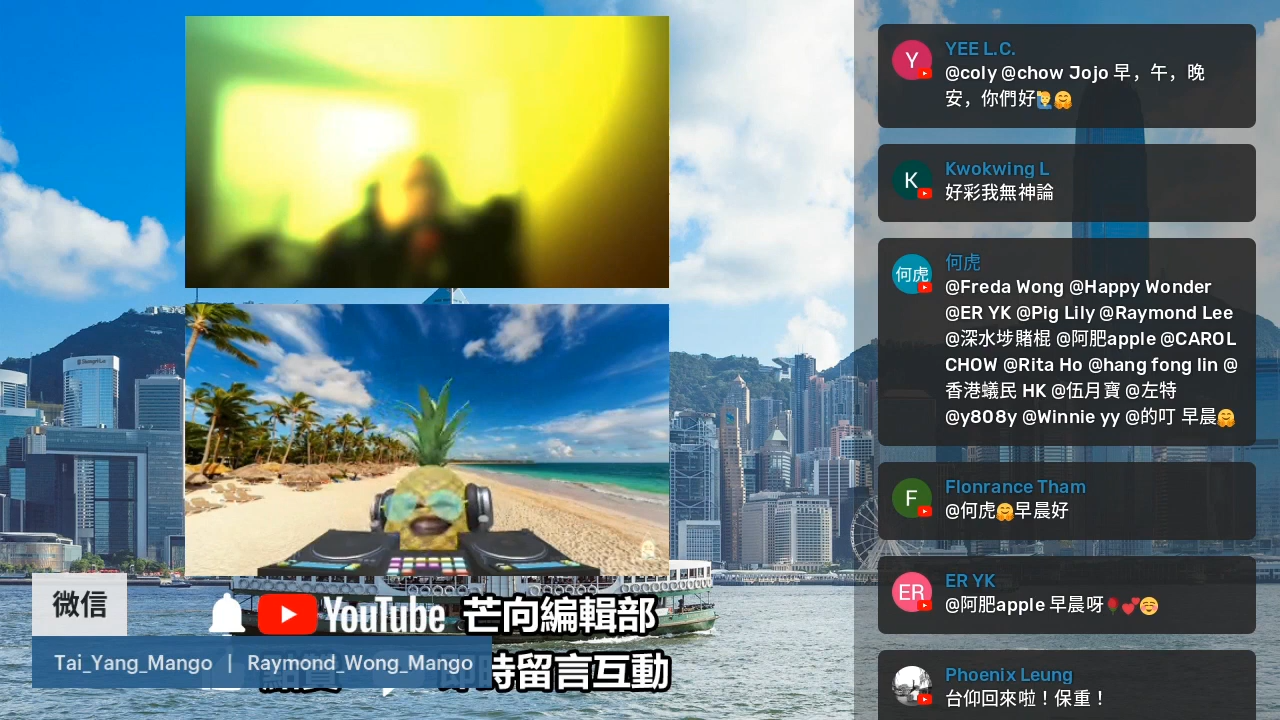 YEE L.C.
@coly @chow Jojo 早，午，晚
安，你們好🙋‍♂️🤗
Kwokwing L
好彩我無神論
何虎
@Freda Wong @Happy Wonder
@ER YK @Pig Lily @Raymond Lee
@深水埗賭棍 @阿肥apple @CAROL
CHOW @Rita Ho @hang fong lin @
香港蟻民 HK @伍月寶 @左特
@y808y @Winnie yy @的叮 早晨🤗
Flonrance Tham
@何虎🤗早晨好
ER YK
@阿肥apple 早晨呀🌹💕☺️
Phoenix Leung
台仰回來啦！保重！
微信
YouTube 芒向編輯部
Tai_Yang_Mango | Raymond_Wong_Mango
即時留言互動